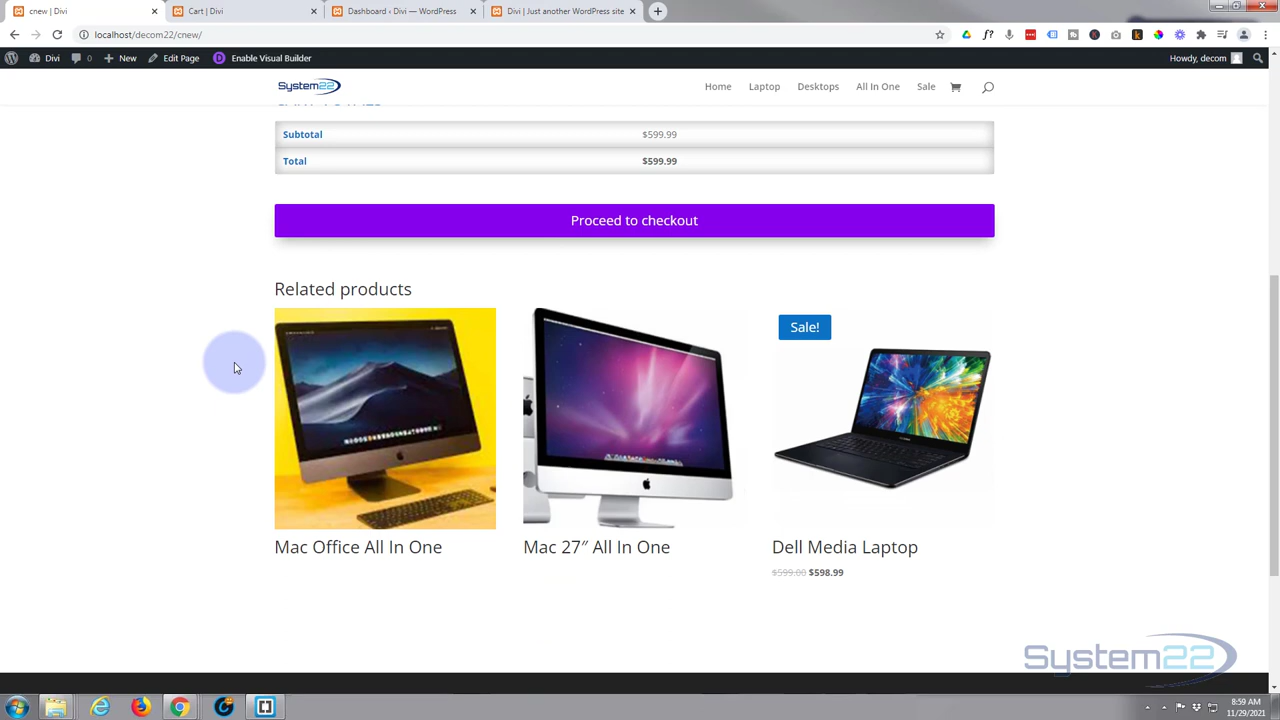 cnew | Divi
Cart | Divi
Dashboard ‹ Divi — WordPress
Divi | Just another WordPress site
localhost/decom22/cnew/
Divi
0
New
Edit Page
Enable Visual Builder
Howdy, decom
System22
Home
Laptop
Desktops
All In One
Sale
Subtotal
$599.99
Total
$599.99
Proceed to checkout
Related products
Sale!
Mac Office All In One
Mac 27″ All In One
Dell Media Laptop
$599.00 $598.99
System22
8:59 AM
11/29/2021